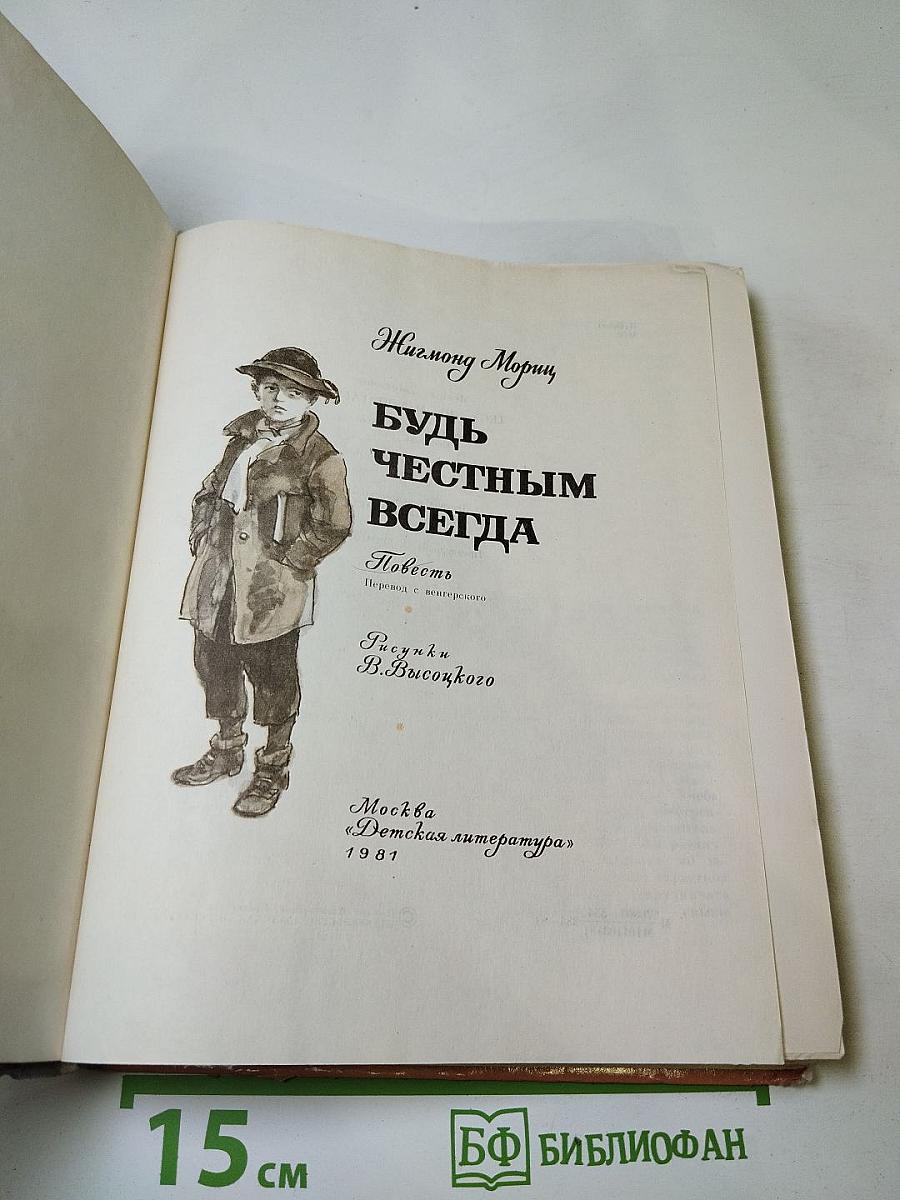 Жигмонд Мориц
БУДЬ
ЧЕСТНЫМ
ВСЕГДА
Повесть
Перевод с венгерского
Рисунки
В. Высоцкого
Москва
«Детская литература»
1981
15 см
БФ БИБЛИОФАН